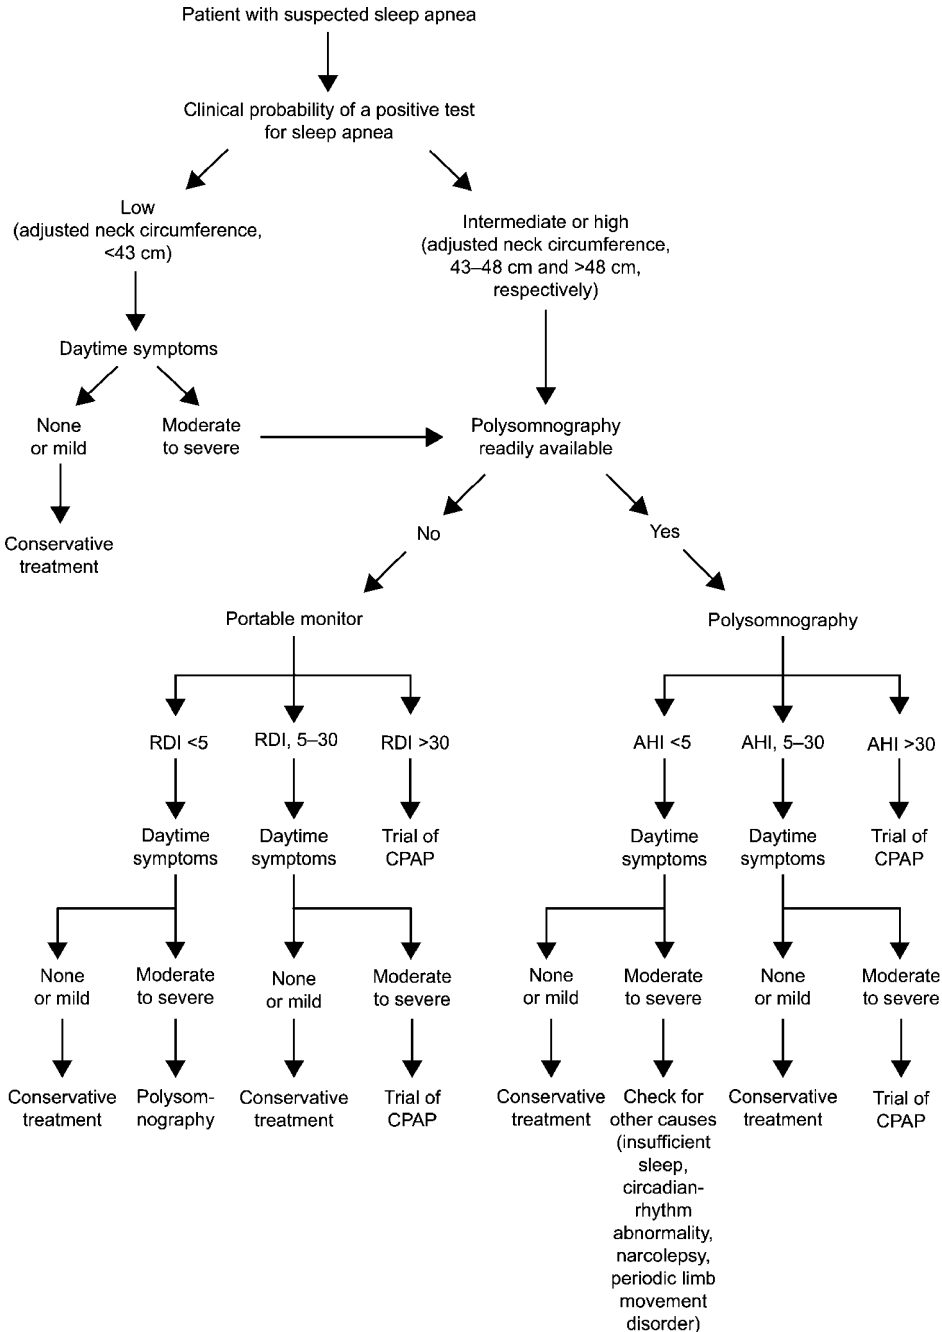 Patient with suspected sleep apnea
Clinical probability of a positive test
for sleep apnea
Low
(adjusted neck circumference,
<43 cm)
Intermediate or high
(adjusted neck circumference,
43–48 cm and >48 cm,
respectively)
Daytime symptoms
None
or mild
Moderate
to severe
Polysomnography
readily available
Conservative
treatment
No
Yes
Portable monitor
Polysomnography
RDI <5
RDI, 5–30
RDI >30
AHI <5
AHI, 5–30
AHI >30
Daytime
symptoms
Daytime
symptoms
Trial of
CPAP
Daytime
symptoms
Daytime
symptoms
Trial of
CPAP
None
or mild
Moderate
to severe
None
or mild
Moderate
to severe
None
or mild
Moderate
to severe
None
or mild
Moderate
to severe
Conservative
treatment
Polysom-
nography
Conservative
treatment
Trial of
CPAP
Conservative
treatment
Check for
other causes
(insufficient
sleep,
circadian-
rhythm
abnormality,
narcolepsy,
periodic limb
movement
disorder)
Conservative
treatment
Trial of
CPAP